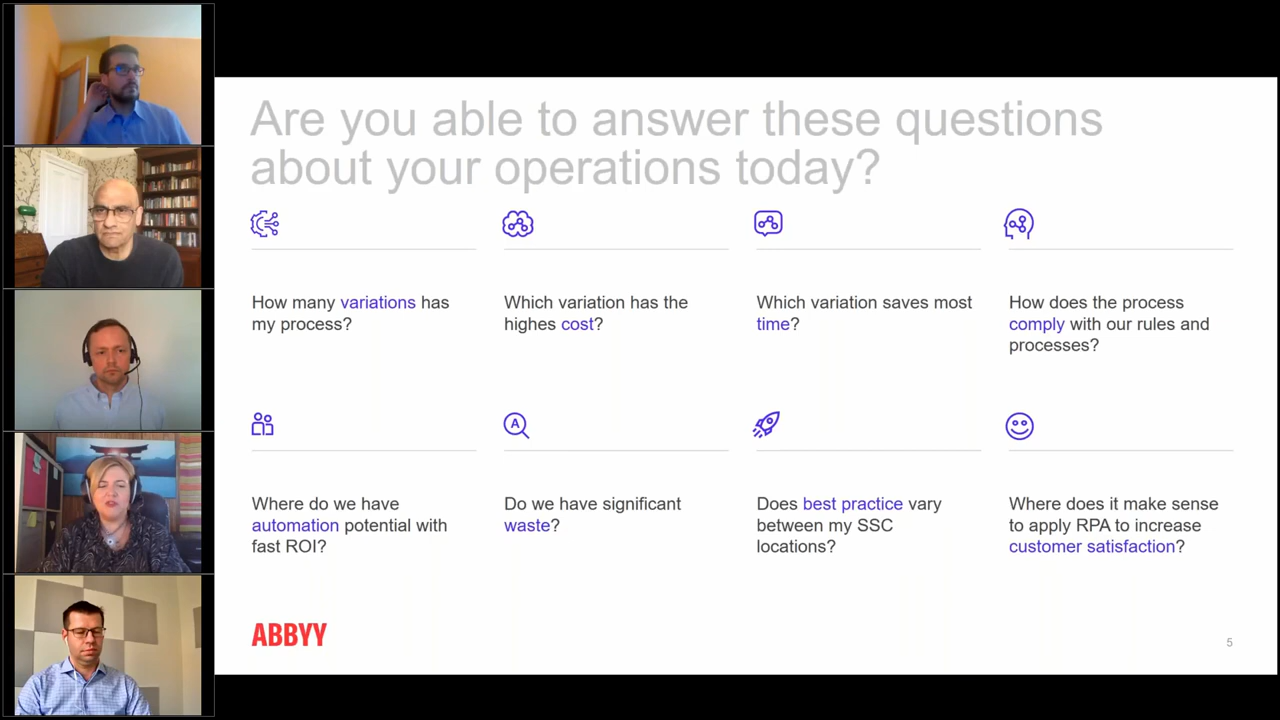 Are you able to answer these questions
about your operations today?
How many variations has
my process?
Which variation has the
highes cost?
Which variation saves most
time?
How does the process
comply with our rules and
processes?
A
Where do we have
automation potential with
fast ROI?
Do we have significant
waste?
Does best practice vary
between my SSC
locations?
Where does it make sense
to apply RPA to increase
customer satisfaction?
ABBYY
5